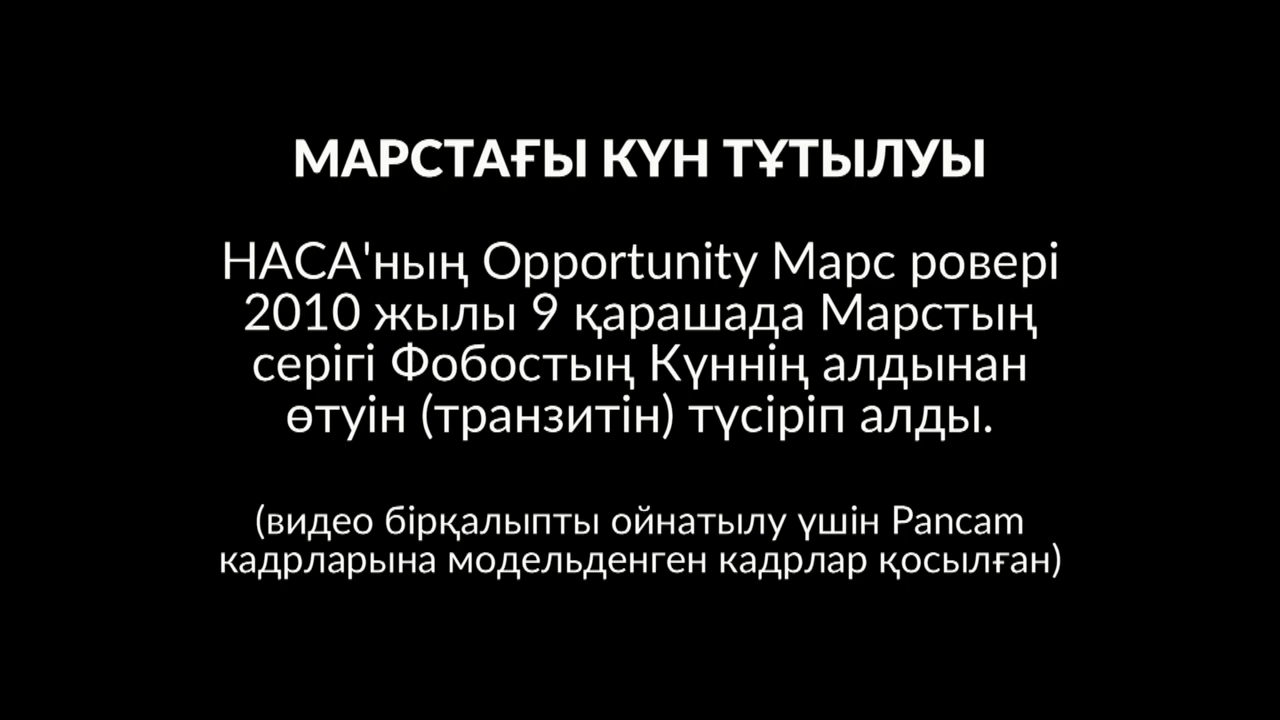 МАРСТАҒЫ КҮН ТҰТЫЛУЫ
НАСА'ның Opportunity Марс ровері
2010 жылы 9 қарашада Марстың
серігі Фобостың Күннің алдынан
өтуін (транзитін) түсіріп алды.
(видео бірқалыпты ойнатылу үшін Pancam
кадрларына модельденген кадрлар қосылған)